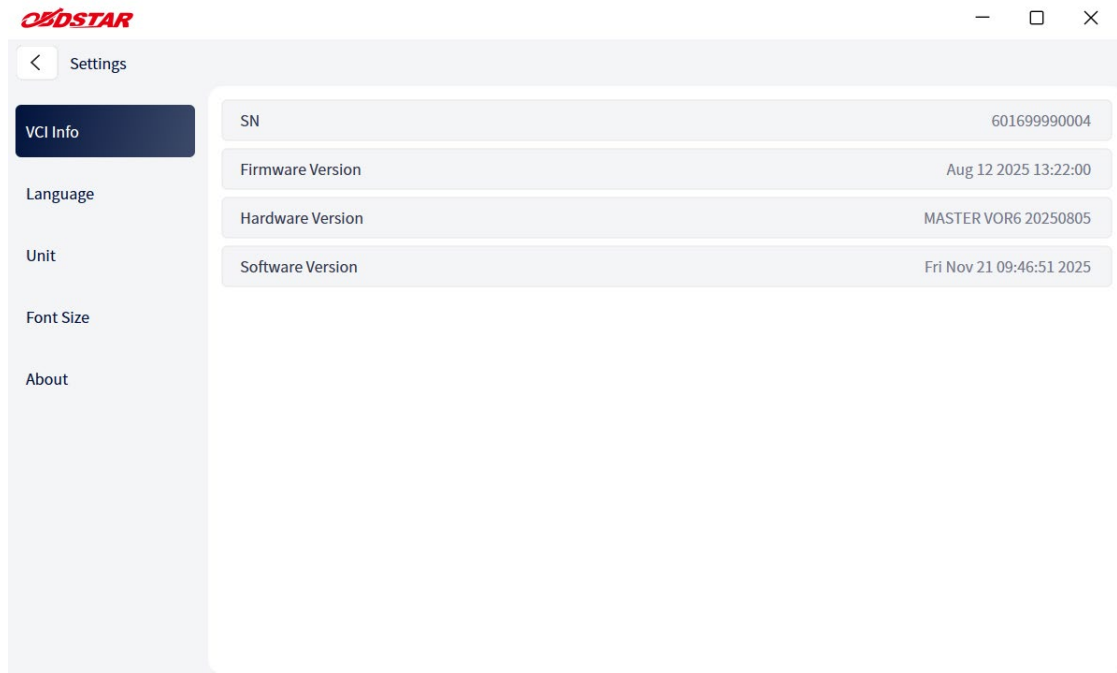 OBDSTAR
Settings
VCI Info
Language
Unit
Font Size
About
SN 601699990004
Firmware Version Aug 12 2025 13:22:00
Hardware Version MASTER VOR6 20250805
Software Version Fri Nov 21 09:46:51 2025